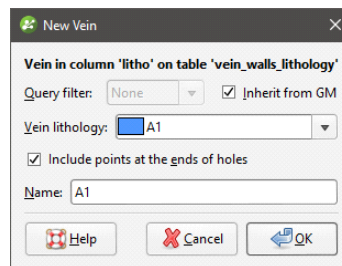 New Vein
Vein in column 'litho' on table 'vein_walls_lithology'
Query filter: None Inherit from GM
Vein lithology: A1
Include points at the ends of holes
Name: A1
Help Cancel OK